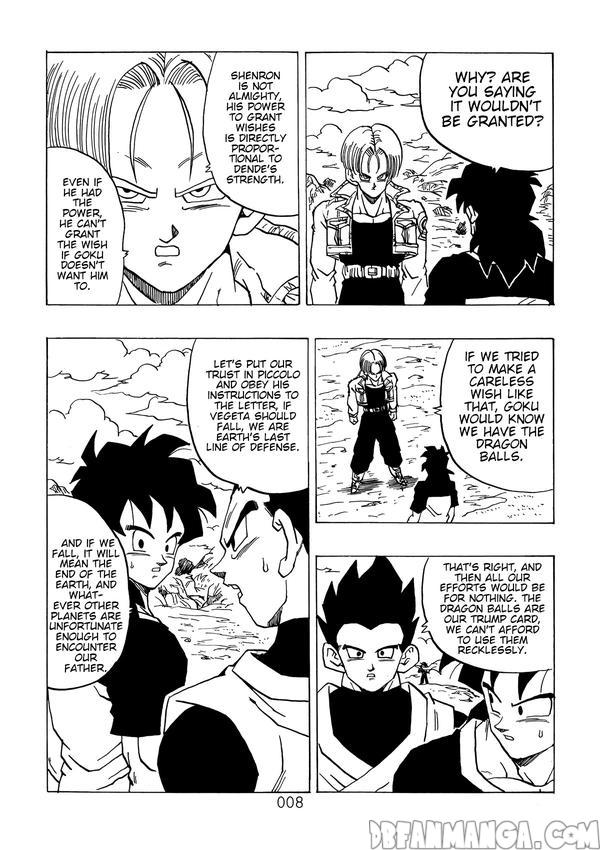 WHY? ARE
YOU SAYING
IT WOULDN'T
BE GRANTED?
SHENRON
IS NOT
ALMIGHTY,
HIS POWER
TO GRANT
WISHES
IS DIRECTLY
PROPOR-
TIONAL TO
DENDE'S
STRENGTH.
EVEN IF
HE HAD
THE
POWER,
HE CAN'T
GRANT
THE WISH
IF GOKU
DOESN'T
WANT HIM
TO.
IF WE TRIED
TO MAKE A
CARELESS
WISH LIKE
THAT, GOKU
WOULD KNOW
WE HAVE THE
DRAGON
BALLS.
THAT'S RIGHT, AND
THEN ALL OUR
EFFORTS WOULD BE
FOR NOTHING. THE
DRAGON BALLS ARE
OUR TRUMP CARD,
WE CAN'T AFFORD
TO USE THEM
RECKLESSLY.
LET'S PUT OUR
TRUST IN PICCOLO
AND OBEY HIS
INSTRUCTIONS TO
THE LETTER, IF
VEGETA SHOULD
FALL, WE ARE
EARTH'S LAST
LINE OF DEFENSE.
AND IF WE
FALL, IT WILL
MEAN THE
END OF THE
EARTH, AND
WHAT-
EVER OTHER
PLANETS ARE
UNFORTUNATE
ENOUGH TO
ENCOUNTER
OUR
FATHER.
008
DBFANMANGA.COM